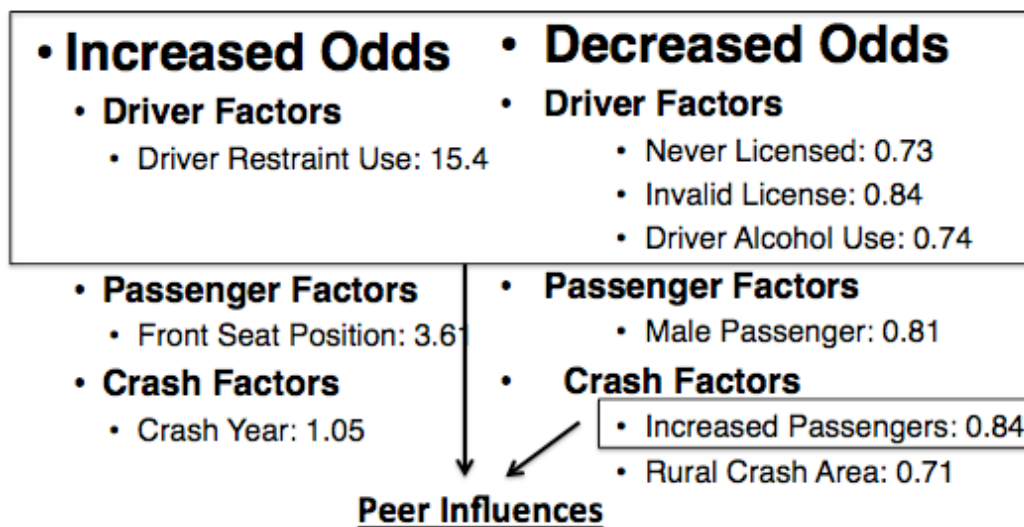 • Increased Odds
• Driver Factors
• Driver Restraint Use: 15.4
• Passenger Factors
• Front Seat Position: 3.61
• Crash Factors
• Crash Year: 1.05
• Decreased Odds
• Driver Factors
• Never Licensed: 0.73
• Invalid License: 0.84
• Driver Alcohol Use: 0.74
• Passenger Factors
• Male Passenger: 0.81
• Crash Factors
• Increased Passengers: 0.84
• Rural Crash Area: 0.71
Peer Influences